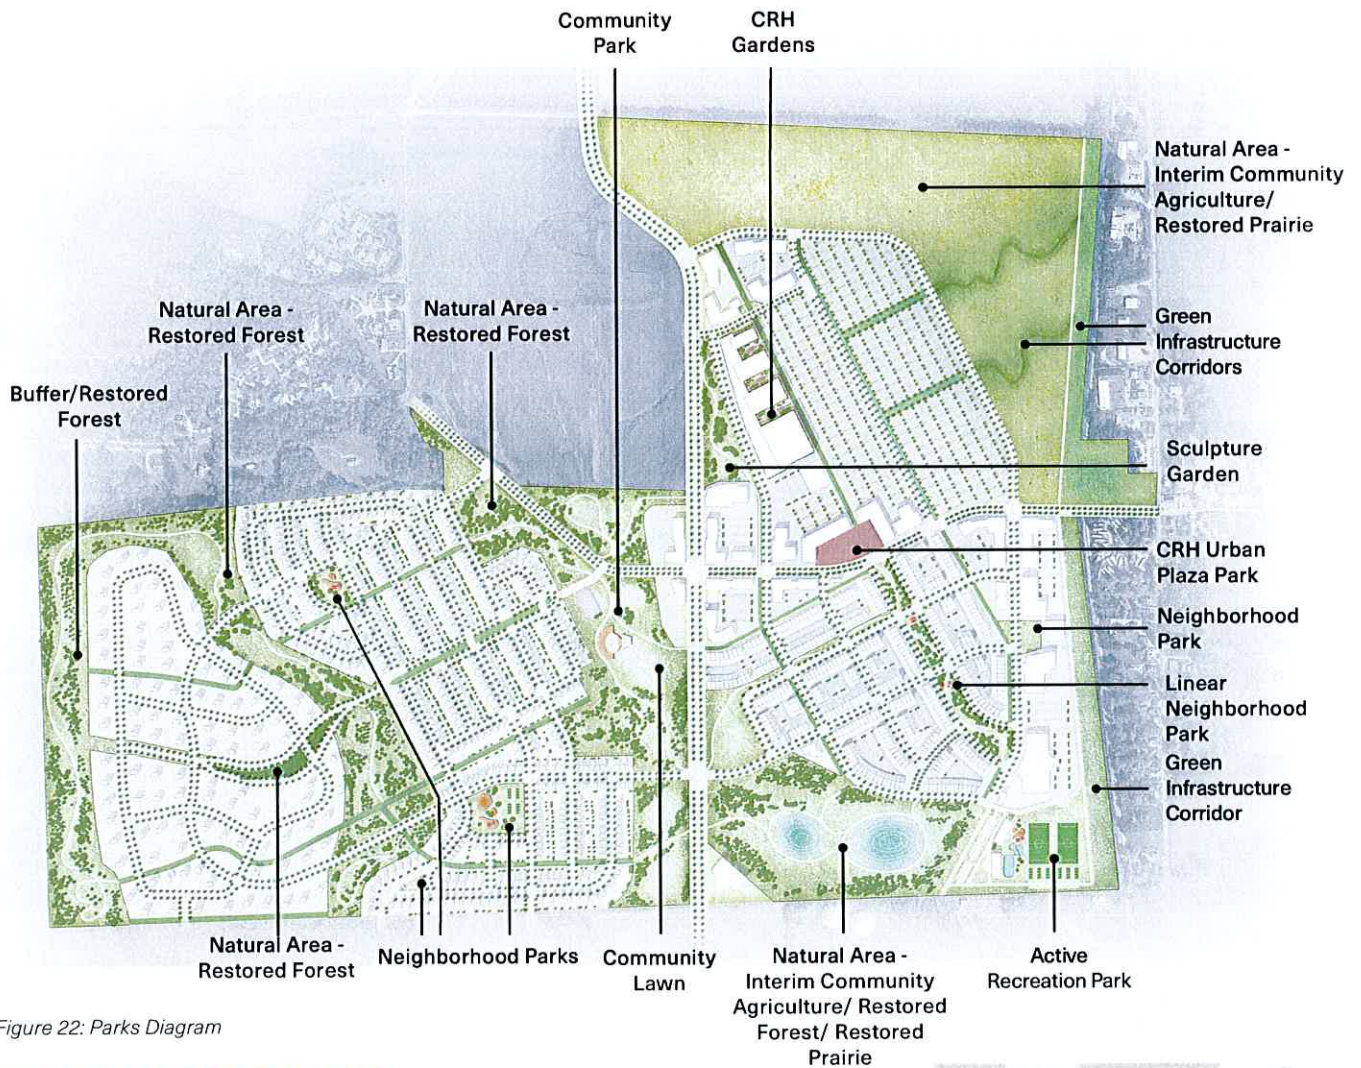 Community
Park
CRH
Gardens
Natural Area -
Interim Community
Agriculture/
Restored Prairie
Natural Area -
Restored Forest
Natural Area -
Restored Forest
Green
Infrastructure
Corridors
Buffer/Restored
Forest
Sculpture
Garden
CRH Urban
Plaza Park
Neighborhood
Park
Linear
Neighborhood
Park
Green
Infrastructure
Corridor
Natural Area -
Restored Forest
Neighborhood Parks
Community
Lawn
Natural Area -
Interim Community
Agriculture/ Restored
Forest/ Restored
Prairie
Active
Recreation Park
Figure 22: Parks Diagram